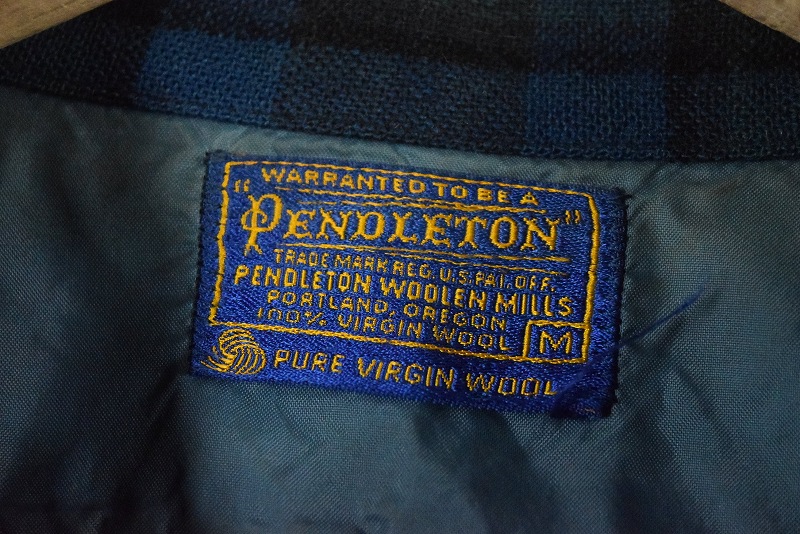 WARRANTED TO BE A
"PENDLETON"
TRADE MARK REG. U.S. PAT. OFF.
PENDLETON WOOLEN MILLS
PORTLAND, OREGON
100% VIRGIN WOOL
M
PURE VIRGIN WOOL